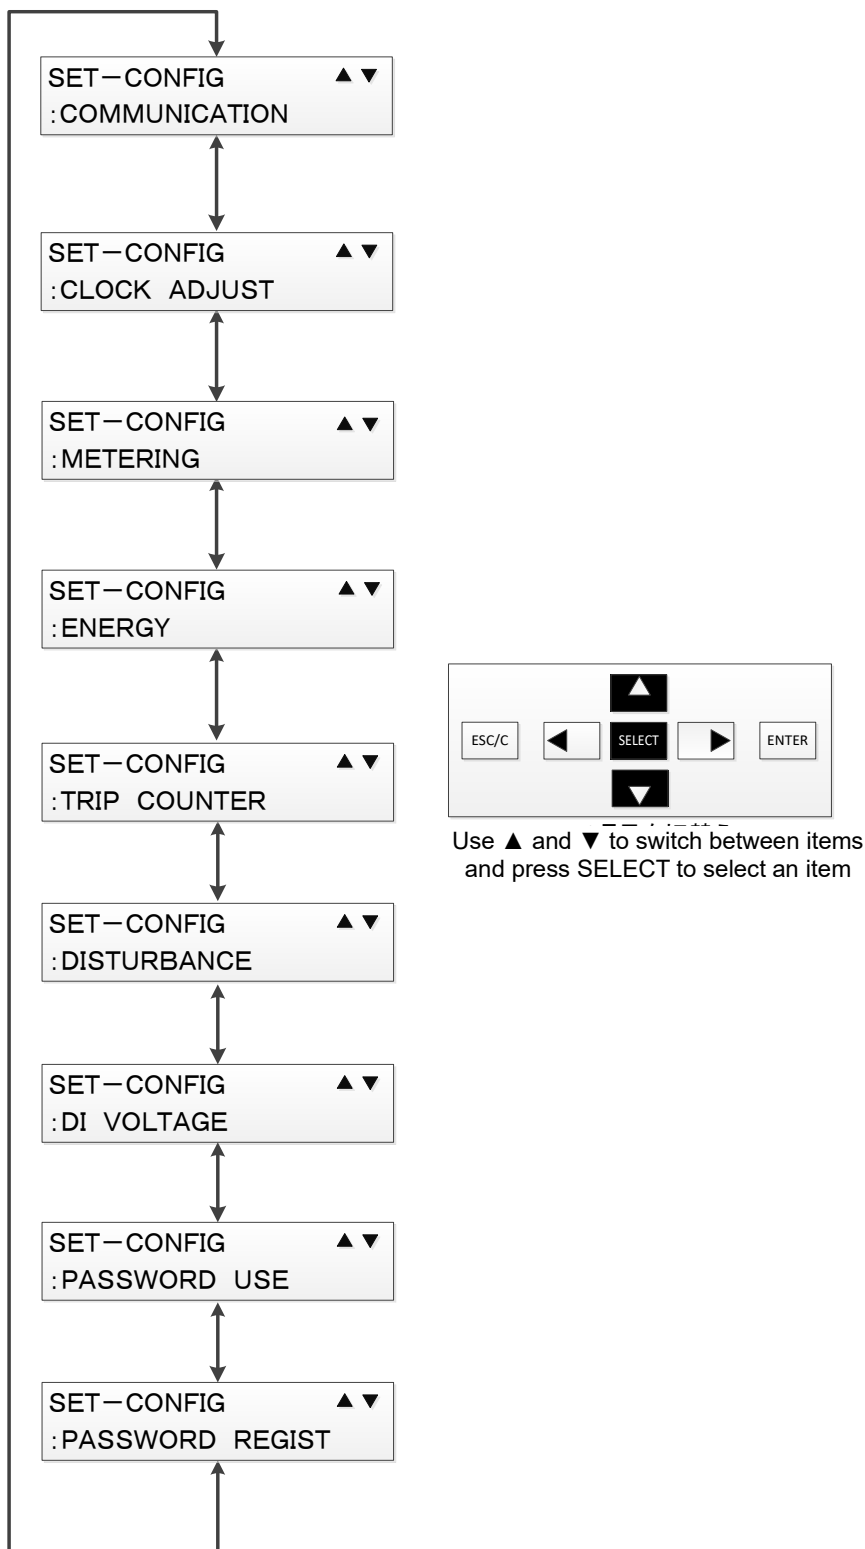 SET－CONFIG ▲ ▼
:COMMUNICATION
SET－CONFIG ▲ ▼
:CLOCK ADJUST
SET－CONFIG ▲ ▼
:METERING
SET－CONFIG ▲ ▼
:ENERGY
SET－CONFIG ▲ ▼
:TRIP COUNTER
SET－CONFIG ▲ ▼
:DISTURBANCE
SET－CONFIG ▲ ▼
:DI VOLTAGE
SET－CONFIG ▲ ▼
:PASSWORD USE
SET－CONFIG ▲ ▼
:PASSWORD REGIST
ESC/C ◀ SELECT ▶ ENTER
Use ▲ and ▼ to switch between items
and press SELECT to select an item